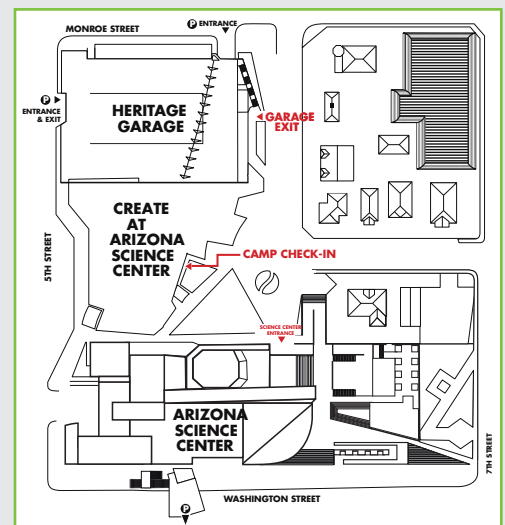 MONROE STREET
P ENTRANCE
P
ENTRANCE
& EXIT
HERITAGE
GARAGE
GARAGE
EXIT
CREATE
AT
ARIZONA
SCIENCE
CENTER
5TH STREET
CAMP CHECK-IN
SCIENCE CENTER
ENTRANCE
ARIZONA
SCIENCE
CENTER
7TH STREET
WASHINGTON STREET
P